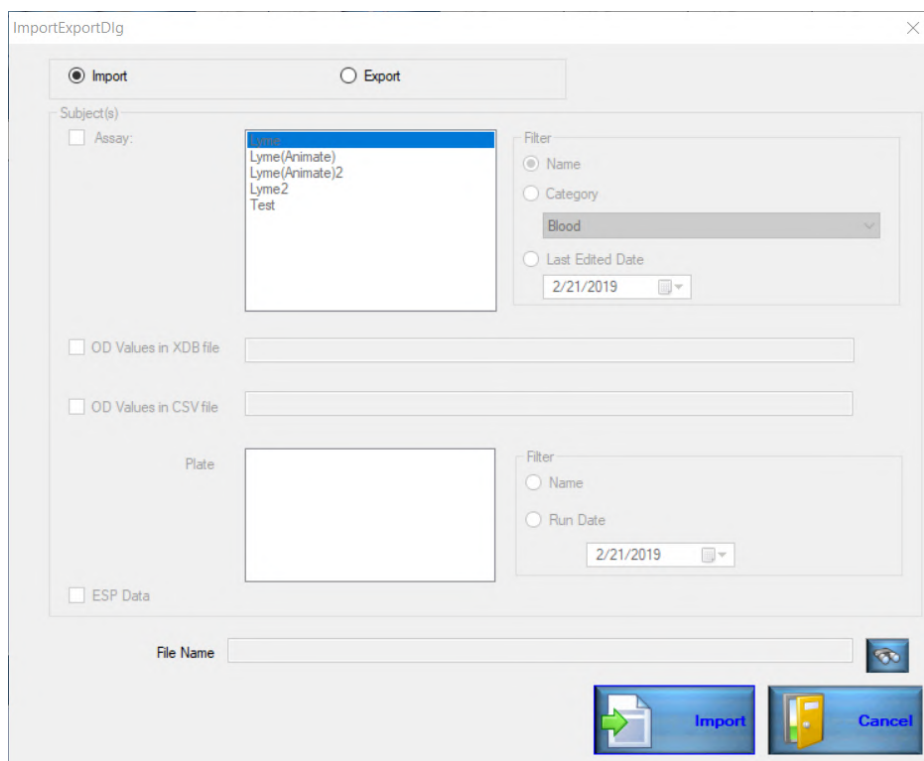 ImportExportDlg
Import Export
Subject(s)
Assay:
Lyme
Lyme(Animate)
Lyme(Animate)2
Lyme2
Test
Filter
Name
Category
Blood
Last Edited Date
2/21/2019
OD Values in XDB file
OD Values in CSV file
Plate
Filter
Name
Run Date
2/21/2019
ESP Data
File Name
Import Cancel